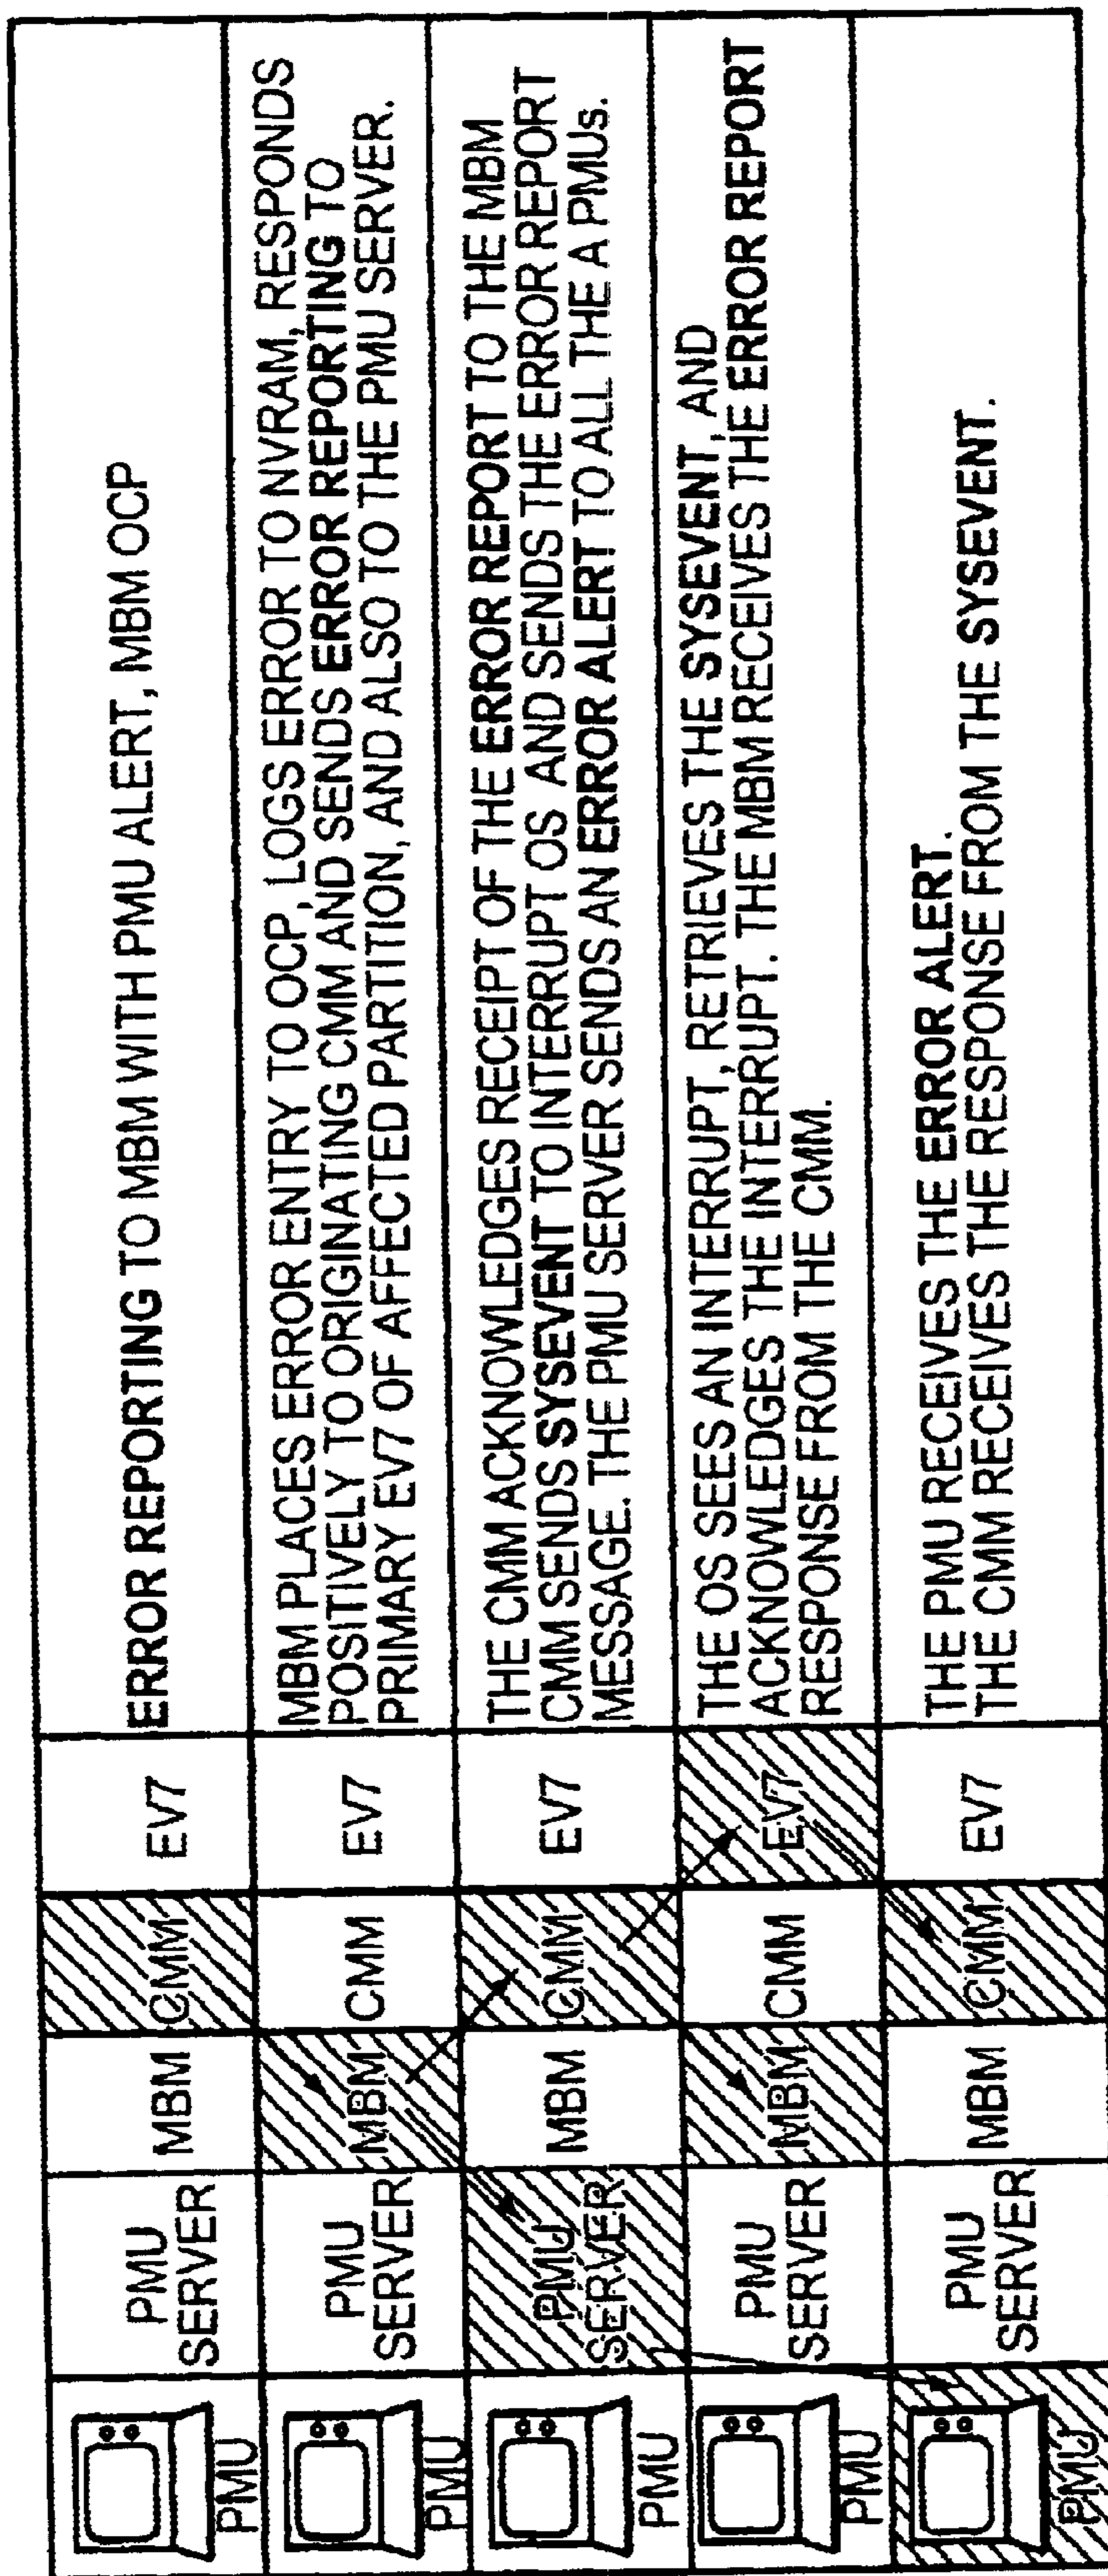 PMU
PMU
SERVER
MBM
CMM
EV7
ERROR REPORTING TO MBM WITH PMU ALERT, MBM OCP
PMU
PMU
SERVER
MBM
CMM
EV7
MBM PLACES ERROR ENTRY TO OCP, LOGS ERROR TO NVRAM, RESPONDS
POSITIVELY TO ORIGINATING CMM AND SENDS ERROR REPORTING TO
PRIMARY EV7 OF AFFECTED PARTITION, AND ALSO TO THE PMU SERVER.
PMU
PMU
SERVER
MBM
CMM
EV7
THE CMM ACKNOWLEDGES RECEIPT OF THE ERROR REPORT TO THE MBM
CMM SENDS SYSEVENT TO INTERRUPT OS AND SENDS THE ERROR REPORT
MESSAGE. THE PMU SERVER SENDS AN ERROR ALERT TO ALL THE A PMUs.
PMU
PMU
SERVER
MBM
CMM
EV7
THE OS SEES AN INTERRUPT, RETRIEVES THE SYSEVENT, AND
ACKNOWLEDGES THE INTERRUPT. THE MBM RECEIVES THE ERROR REPORT
RESPONSE FROM THE CMM.
PMU
PMU
SERVER
MBM
CMM
EV7
THE PMU RECEIVES THE ERROR ALERT.
THE CMM RECEIVES THE RESPONSE FROM THE SYSEVENT.